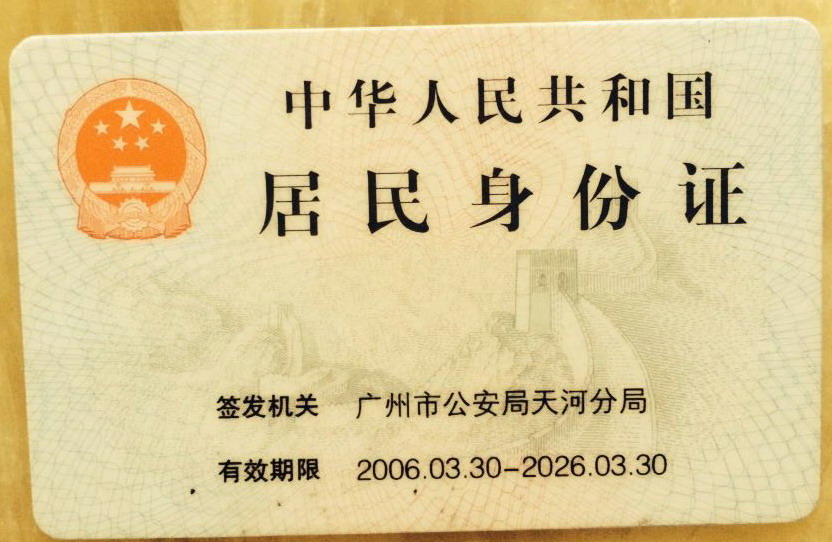 中华人民共和国
居民身份证
签发机关 广州市公安局天河分局
有效期限 2006.03.30-2026.03.30